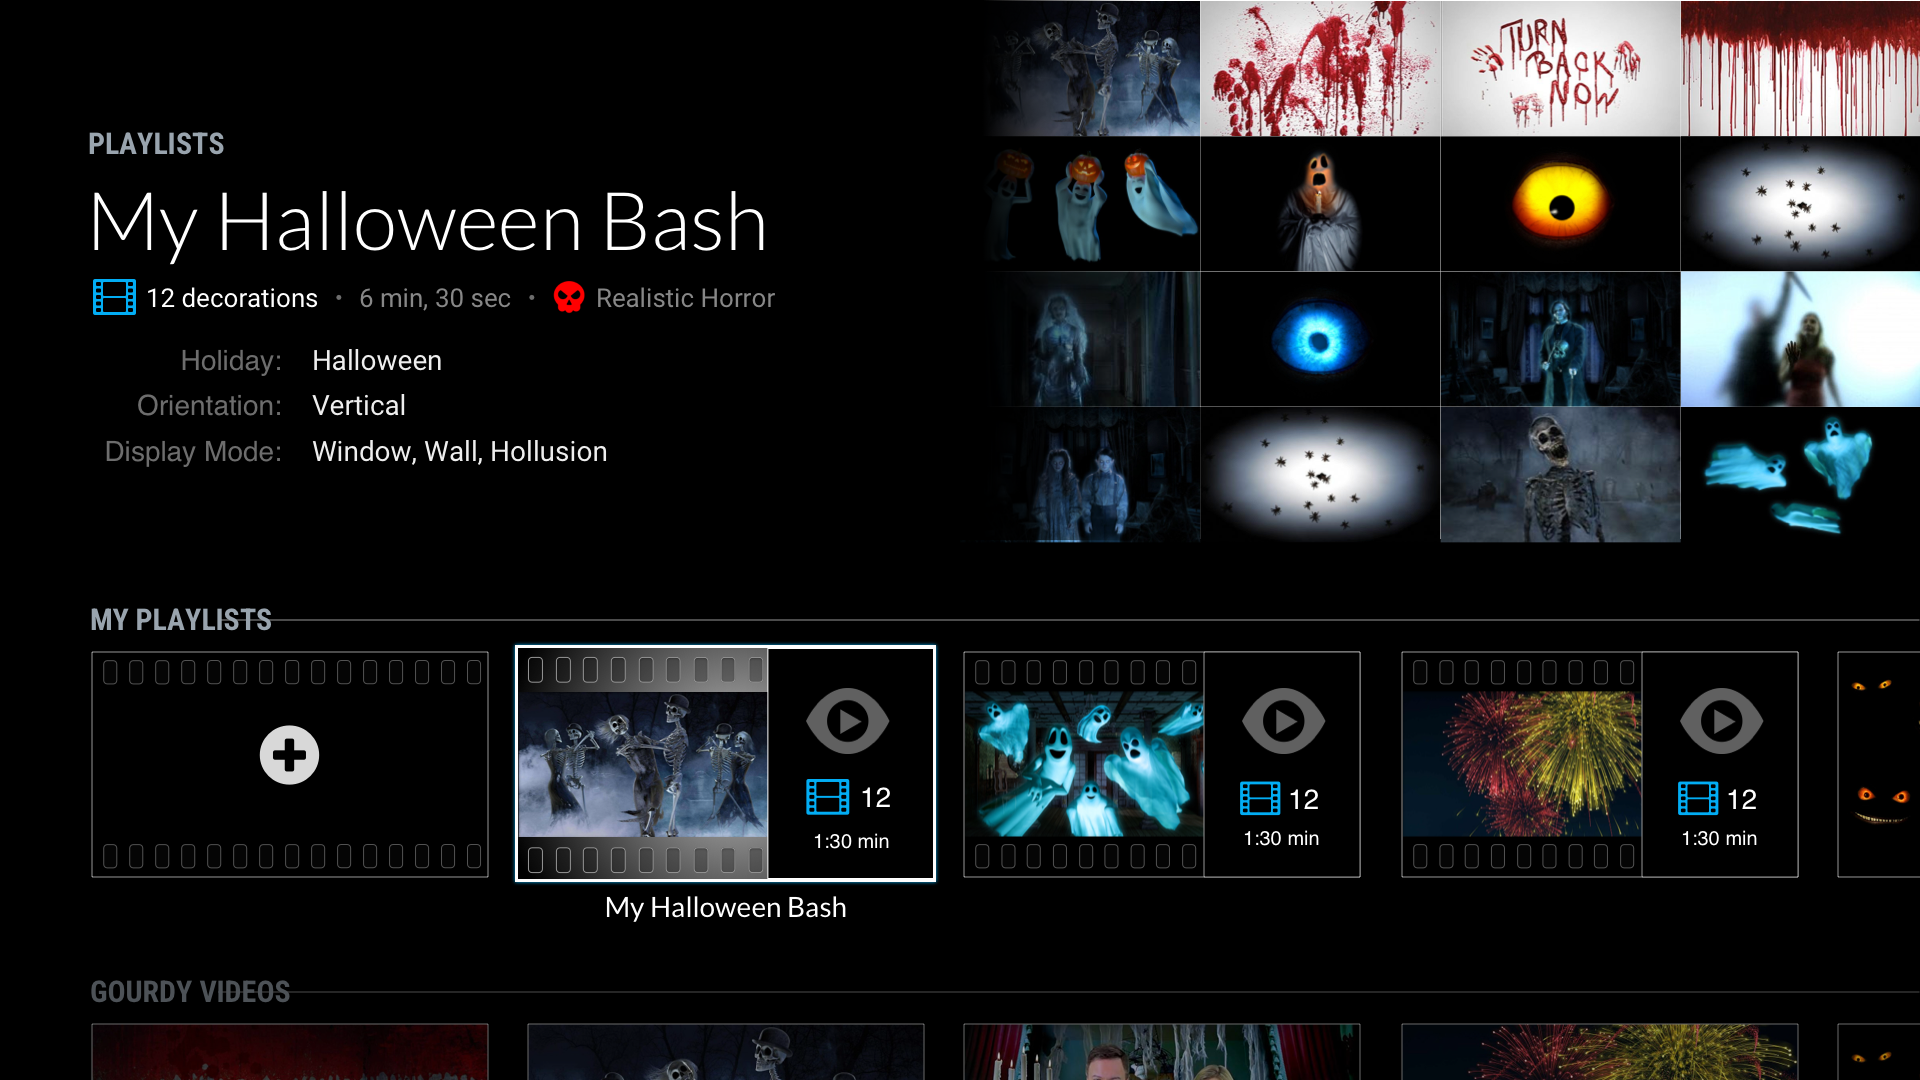 TURN
BACK
NOW
PLAYLISTS
My Halloween Bash
12 decorations • 6 min, 30 sec • Realistic Horror
Holiday: Halloween
Orientation: Vertical
Display Mode: Window, Wall, Hollusion
MY PLAYLISTS
12
1:30 min
12
1:30 min
12
1:30 min
My Halloween Bash
GOURDY VIDEOS